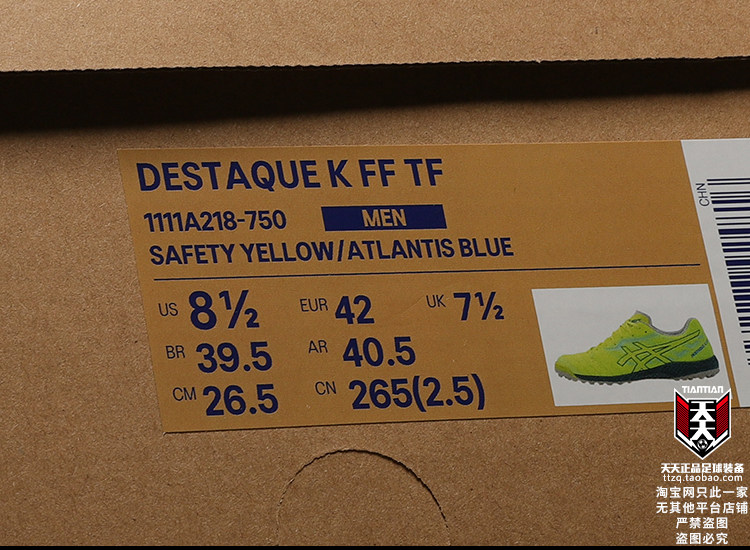 DESTAQUE K FF TF
1111A218-750 MEN
SAFETY YELLOW/ATLANTIS BLUE
US 8½ EUR 42 UK 7½
BR 39.5 AR 40.5
CM 26.5 CN 265(2.5)
CHN
TIANTIAN
天天
天天正品足球装备
ttzq.taobao.com
淘宝网只此一家
无其他平台店铺
严禁盗图
盗图必究